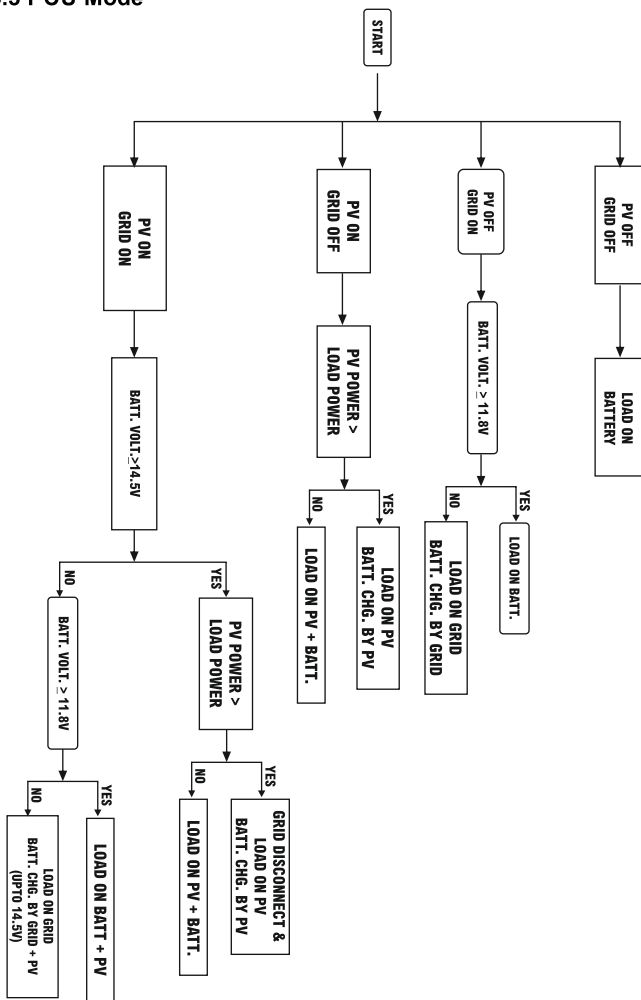 PCU Mode
START
PV OFF
GRID OFF
LOAD ON
BATTERY
PV OFF
GRID ON
BATT. VOLT. ≥ 11.8V
YES
LOAD ON BATT.
NO
LOAD ON GRID
BATT. CHG. BY GRID
PV ON
GRID OFF
PV POWER >
LOAD POWER
YES
LOAD ON PV
BATT. CHG. BY PV
NO
LOAD ON PV + BATT.
PV ON
GRID ON
BATT. VOLT.≥14.5V
YES
PV POWER >
LOAD POWER
YES
GRID DISCONNECT &
LOAD ON PV
BATT. CHG. BY PV
NO
LOAD ON PV + BATT.
NO
BATT. VOLT. ≥ 11.8V
YES
LOAD ON BATT + PV
NO
LOAD ON GRID
BATT. CHG. BY GRID + PV
(UPTO 14.5V)